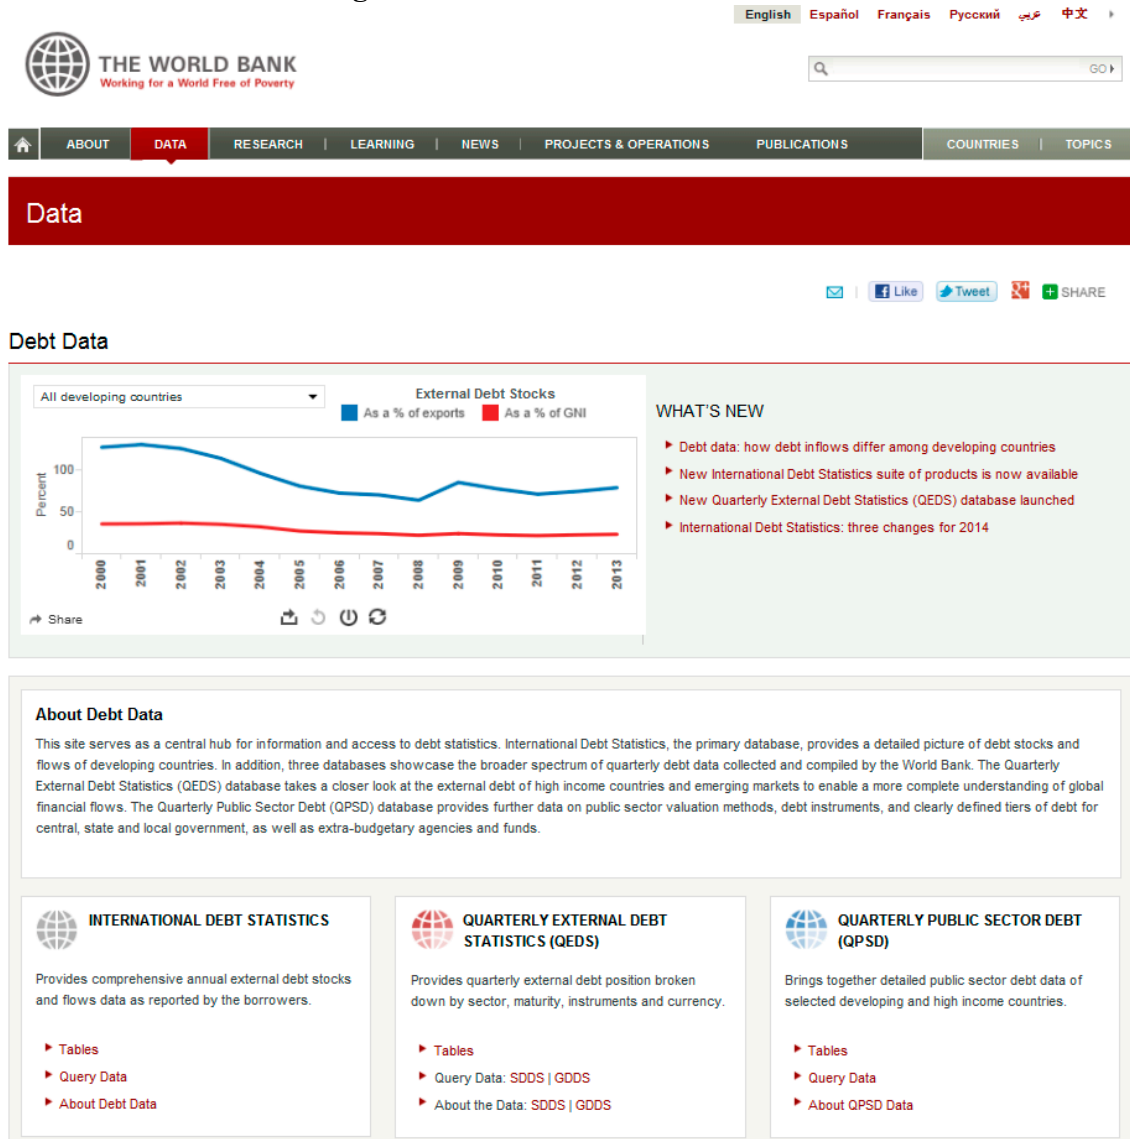 English Español Français Русский عربي 中文
THE WORLD BANK
Working for a World Free of Poverty
GO
ABOUT DATA RESEARCH | LEARNING | NEWS | PROJECTS & OPERATIONS PUBLICATIONS COUNTRIES | TOPICS
Data
Like Tweet SHARE
Debt Data
All developing countries
External Debt Stocks
As a % of exports As a % of GNI
Percent
100
50
0
2000 2001 2002 2003 2004 2005 2006 2007 2008 2009 2010 2011 2012 2013
Share
WHAT'S NEW
Debt data: how debt inflows differ among developing countries
New International Debt Statistics suite of products is now available
New Quarterly External Debt Statistics (QEDS) database launched
International Debt Statistics: three changes for 2014
About Debt Data
This site serves as a central hub for information and access to debt statistics. International Debt Statistics, the primary database, provides a detailed picture of debt stocks and
flows of developing countries. In addition, three databases showcase the broader spectrum of quarterly debt data collected and compiled by the World Bank. The Quarterly
External Debt Statistics (QEDS) database takes a closer look at the external debt of high income countries and emerging markets to enable a more complete understanding of global
financial flows. The Quarterly Public Sector Debt (QPSD) database provides further data on public sector valuation methods, debt instruments, and clearly defined tiers of debt for
central, state and local government, as well as extra-budgetary agencies and funds.
INTERNATIONAL DEBT STATISTICS
Provides comprehensive annual external debt stocks
and flows data as reported by the borrowers.
Tables
Query Data
About Debt Data
QUARTERLY EXTERNAL DEBT
STATISTICS (QEDS)
Provides quarterly external debt position broken
down by sector, maturity, instruments and currency.
Tables
Query Data: SDDS | GDDS
About the Data: SDDS | GDDS
QUARTERLY PUBLIC SECTOR DEBT
(QPSD)
Brings together detailed public sector debt data of
selected developing and high income countries.
Tables
Query Data
About QPSD Data